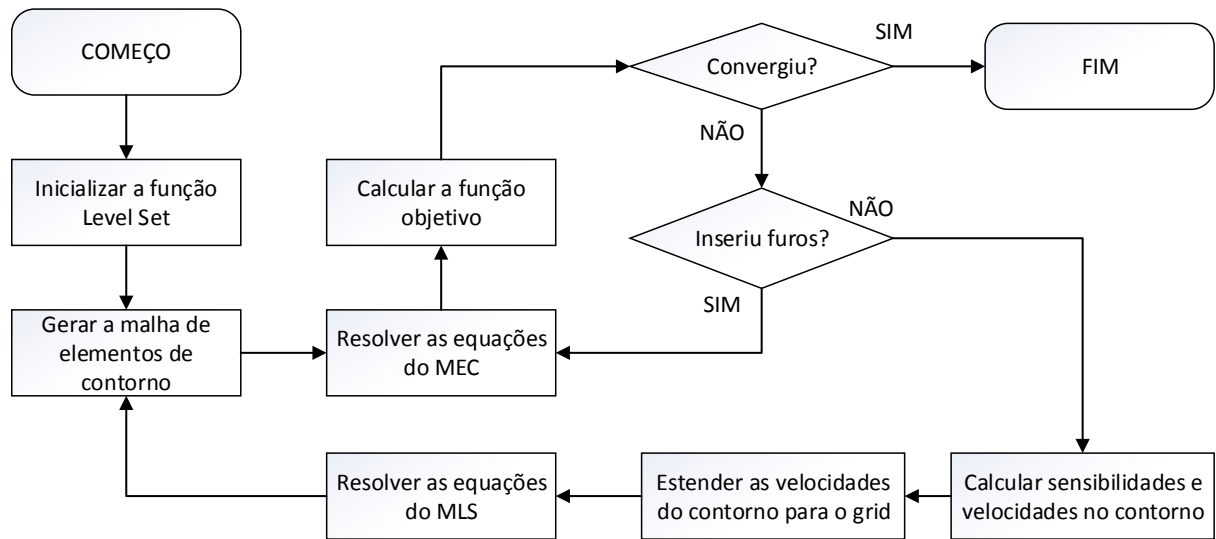 COMEÇO
Inicializar a função
Level Set
Gerar a malha de
elementos de
contorno
Resolver as equações
do MEC
Calcular a função
objetivo
Convergiu?
SIM
FIM
NÃO
Inseriu furos?
SIM
NÃO
Calcular sensibilidades e
velocidades no contorno
Estender as velocidades
do contorno para o grid
Resolver as equações
do MLS